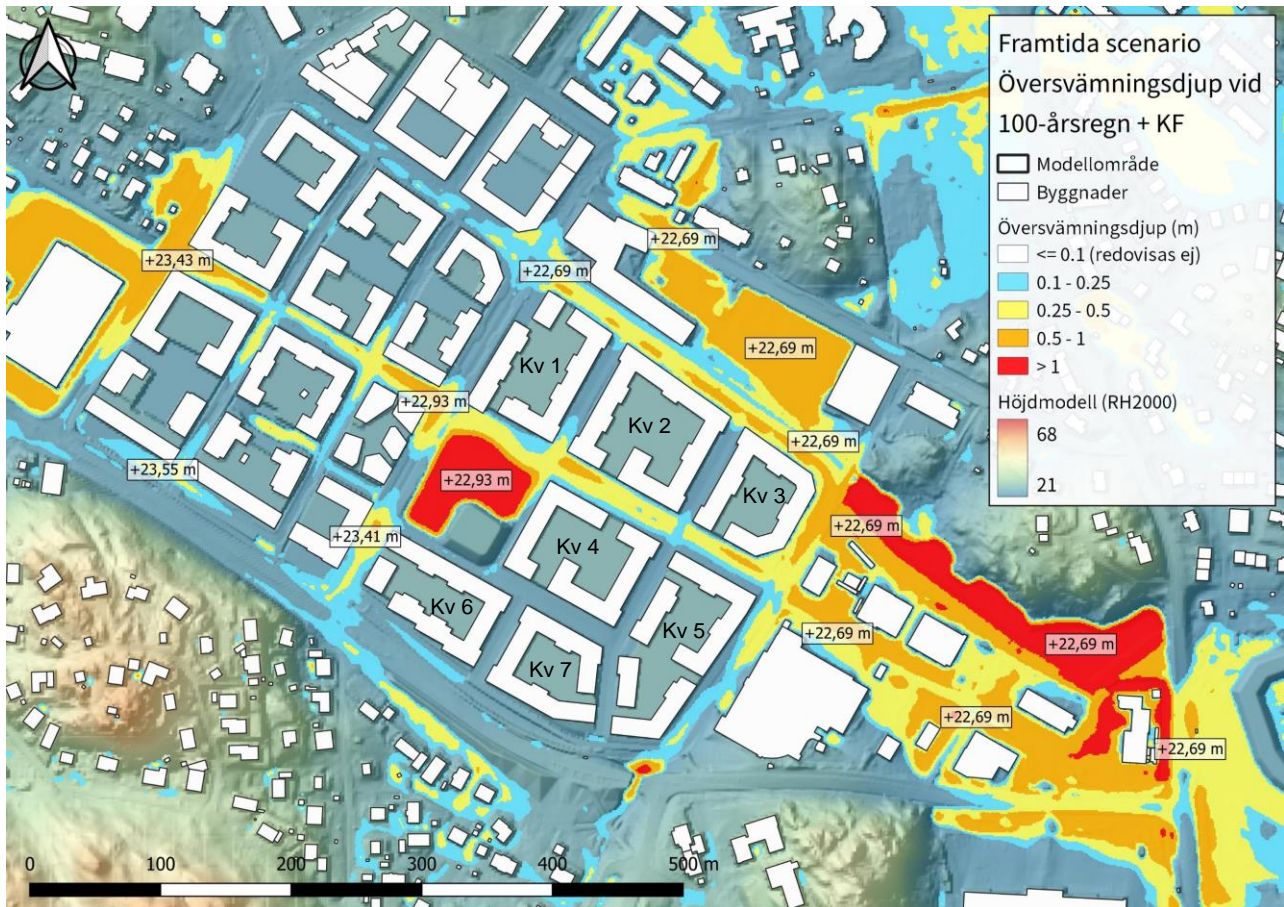 Framtida scenario
Översvämningsdjup vid
100-årsregn + KF
Modellområde
Byggnader
Översvämningsdjup (m)
<= 0.1 (redovisas ej)
0.1 - 0.25
0.25 - 0.5
0.5 - 1
> 1
Höjdmodell (RH2000)
68
21
+22,69 m
+23,43 m
+22,69 m
+22,69 m
Kv 1
+22,93 m
Kv 2
+22,69 m
+23,55 m
+22,93 m
Kv 3
+22,69 m
+23,41 m
Kv 4
Kv 6
Kv 5
+22,69 m
+22,69 m
Kv 7
+22,69 m
+22,69 m
0
100
200
300
400
500 m